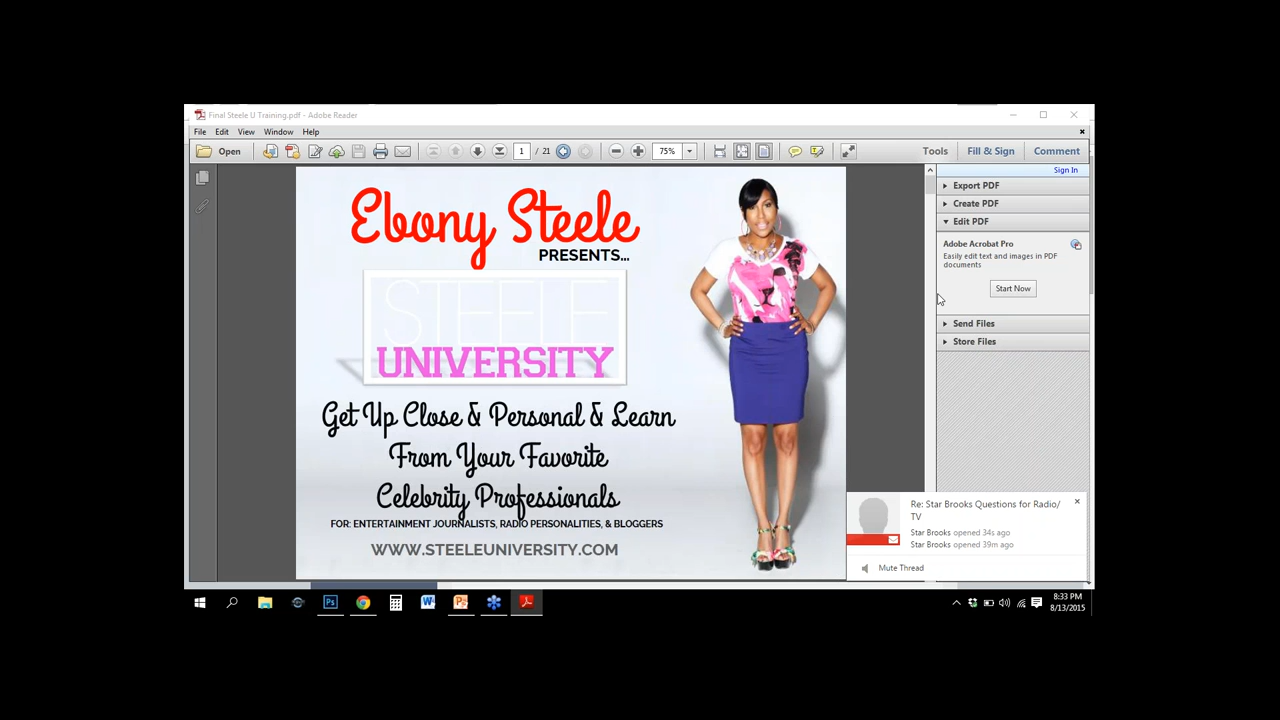 Final Steele U Training.pdf - Adobe Reader
File Edit View Window Help
Open 1 / 21 75% Tools Fill & Sign Comment
Sign In
Export PDF
Create PDF
Edit PDF
Adobe Acrobat Pro
Easily edit text and images in PDF
documents
Start Now
Send Files
Store Files
Ebony Steele
PRESENTS...
STEELE
UNIVERSITY
Get Up Close & Personal & Learn
From Your Favorite
Celebrity Professionals
FOR: ENTERTAINMENT JOURNALISTS, RADIO PERSONALITIES, & BLOGGERS
WWW.STEELEUNIVERSITY.COM
Re: Star Brooks Questions for Radio/
TV
Star Brooks opened 34s ago
Star Brooks opened 39m ago
Mute Thread
8:33 PM
8/13/2015